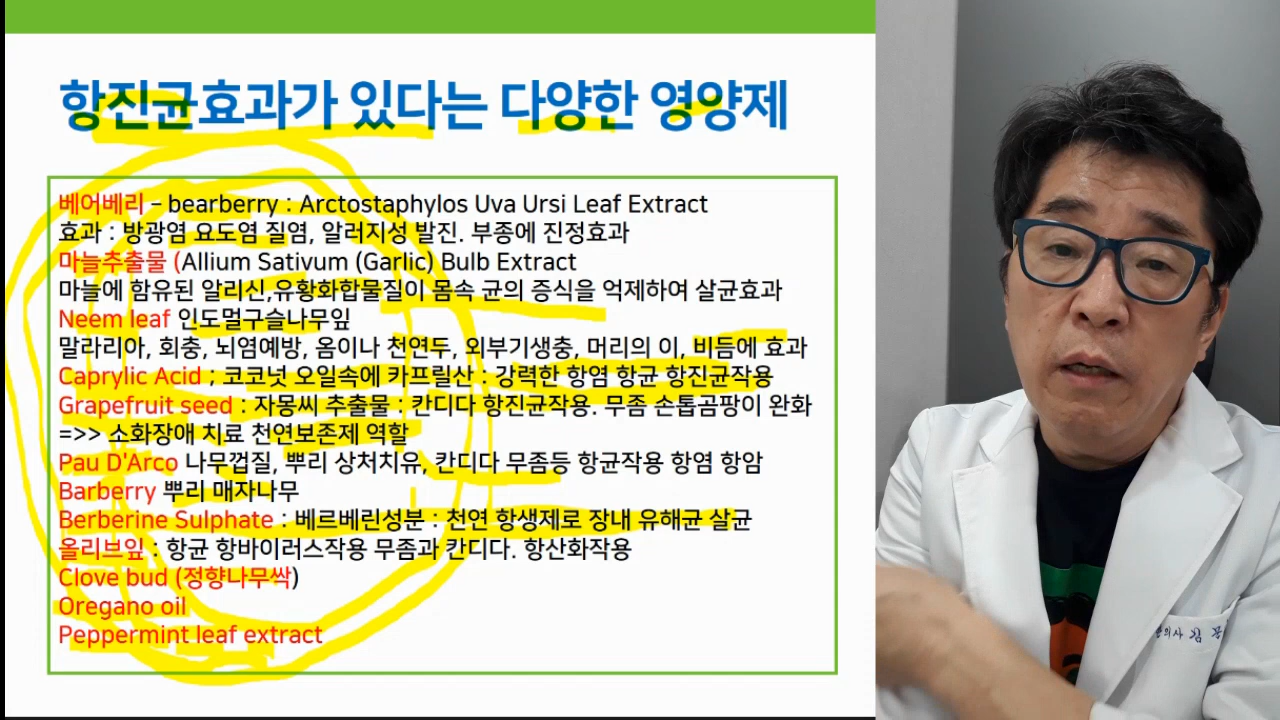 항진균효과가 있다는 다양한 영양제
베어베리 – bearberry : Arctostaphylos Uva Ursi Leaf Extract
효과 : 방광염 요도염 질염, 알러지성 발진. 부종에 진정효과
마늘추출물 (Allium Sativum (Garlic) Bulb Extract
마늘에 함유된 알리신,유황화합물질이 몸속 균의 증식을 억제하여 살균효과
Neem leaf 인도멀구슬나무잎
말라리아, 회충, 뇌염예방, 옴이나 천연두, 외부기생충, 머리의 이, 비듬에 효과
Caprylic Acid ; 코코넛 오일속에 카프릴산 : 강력한 항염 항균 항진균작용
Grapefruit seed : 자몽씨 추출물 : 칸디다 항진균작용. 무좀 손톱곰팡이 완화
=>> 소화장애 치료 천연보존제 역할
Pau D'Arco 나무껍질, 뿌리 상처치유, 칸디다 무좀등 항균작용 항염 항암
Barberry 뿌리 매자나무
Berberine Sulphate : 베르베린성분 : 천연 항생제로 장내 유해균 살균
올리브잎 : 항균 항바이러스작용 무좀과 칸디다. 항산화작용
Clove bud (정향나무싹)
Oregano oil
Peppermint leaf extract